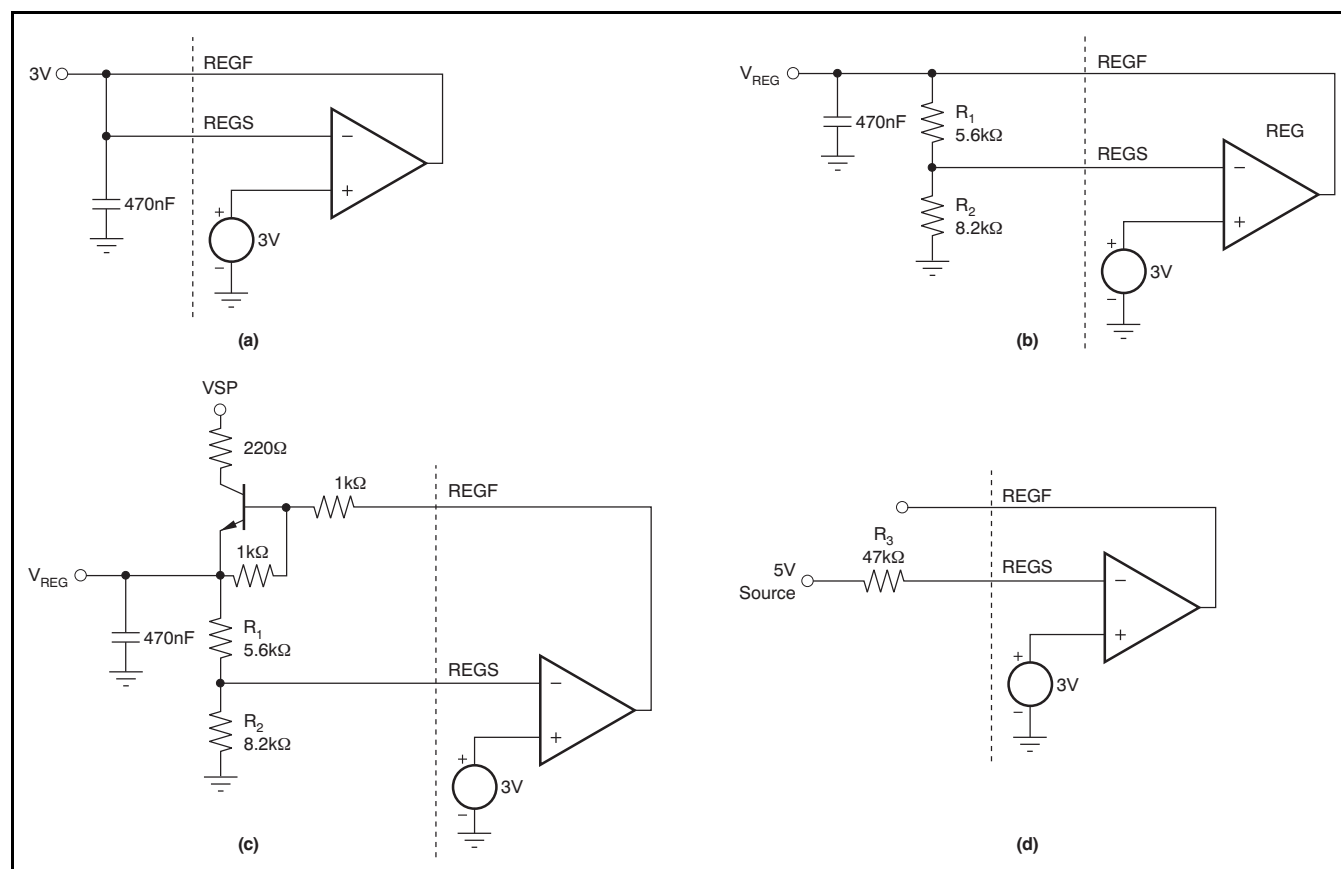 3V
REGF
REGS
−
+
470nF
+
3V
−
(a)
V_REG
REGF
470nF
R_1
5.6kΩ
REG
REGS
−
+
R_2
8.2kΩ
+
3V
−
(b)
VSP
220Ω
1kΩ
REGF
1kΩ
V_REG
470nF
R_1
5.6kΩ
REGS
−
+
R_2
8.2kΩ
+
3V
−
(c)
REGF
R_3
47kΩ
5V
Source
REGS
−
+
+
3V
−
(d)